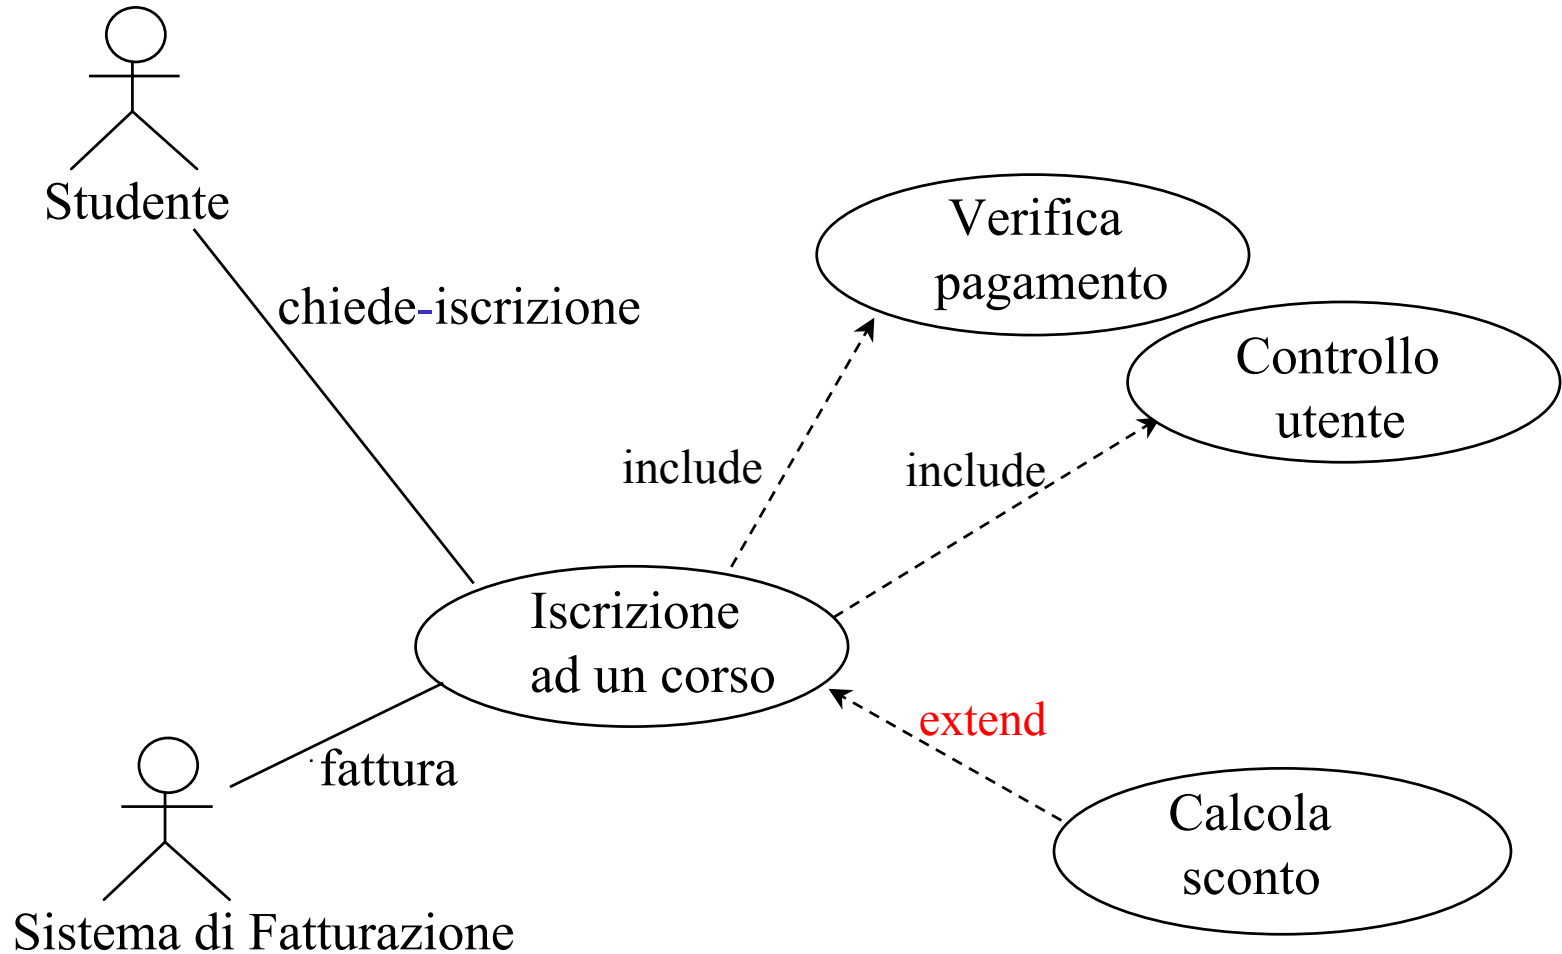 Studente
chiede-iscrizione
Verifica
pagamento
Controllo
utente
include
include
Iscrizione
ad un corso
extend
fattura
Calcola
sconto
Sistema di Fatturazione